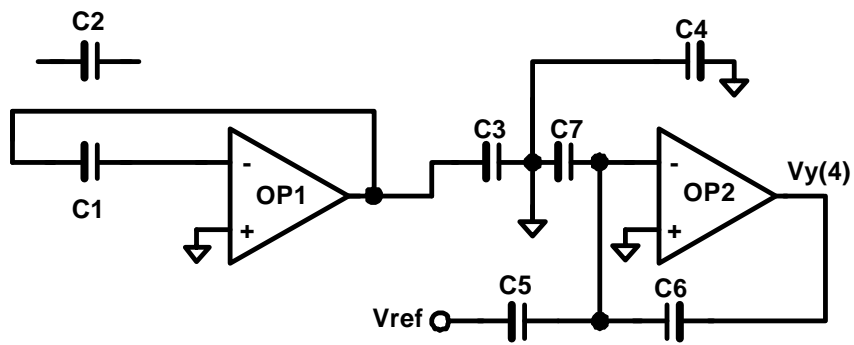 C2
C4
C3
C7
-
OP1
+
C1
-
OP2
+
Vy(4)
C5
C6
Vref